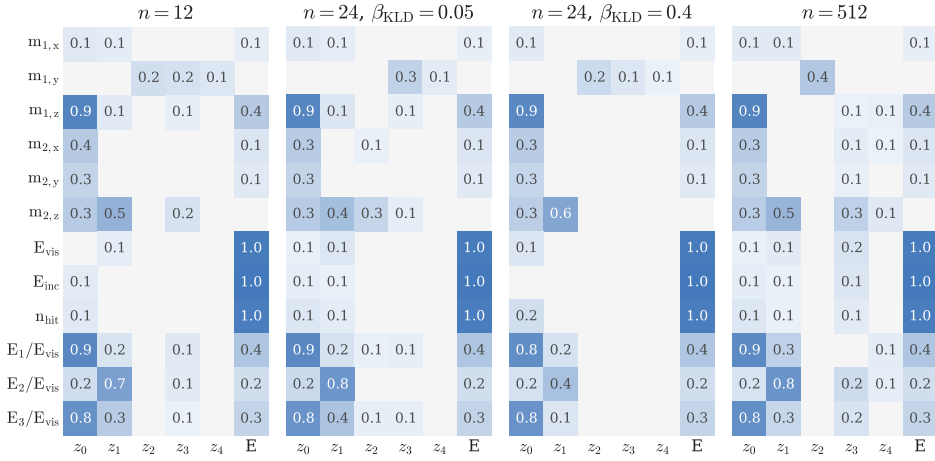 n = 12 n = 24, β_KLD = 0.05 n = 24, β_KLD = 0.4 n = 512
m_{1,x} 0.1 0.1 0.1 0.1 0.1 0.1 0.1 0.1 0.1 0.1 0.1
m_{1,y} 0.2 0.2 0.1 0.3 0.1 0.2 0.1 0.1 0.4
m_{1,z} 0.9 0.1 0.1 0.4 0.9 0.1 0.1 0.4 0.9 0.4 0.9 0.1 0.1 0.4
m_{2,x} 0.4 0.1 0.3 0.1 0.1 0.3 0.1 0.3 0.1 0.1 0.1
m_{2,y} 0.3 0.1 0.3 0.1 0.3 0.1 0.3 0.1 0.1
m_{2,z} 0.3 0.5 0.2 0.3 0.4 0.3 0.1 0.3 0.6 0.3 0.5 0.3 0.1
E_vis 0.1 1.0 0.1 0.1 1.0 0.1 1.0 0.1 0.1 0.2 1.0
E_inc 0.1 1.0 0.1 0.1 1.0 1.0 0.1 0.1 0.1 1.0
n_hit 0.1 1.0 0.1 0.1 1.0 0.2 1.0 0.1 0.1 0.1 1.0
E_1/E_vis 0.9 0.2 0.1 0.4 0.9 0.2 0.1 0.1 0.4 0.8 0.2 0.4 0.9 0.3 0.1 0.4
E_2/E_vis 0.2 0.7 0.1 0.2 0.2 0.8 0.2 0.2 0.4 0.2 0.2 0.8 0.2 0.1 0.2
E_3/E_vis 0.8 0.3 0.1 0.3 0.8 0.4 0.1 0.1 0.3 0.8 0.1 0.3 0.8 0.3 0.2 0.3
z_0 z_1 z_2 z_3 z_4 E z_0 z_1 z_2 z_3 z_4 E z_0 z_1 z_2 z_3 z_4 E z_0 z_1 z_2 z_3 z_4 E